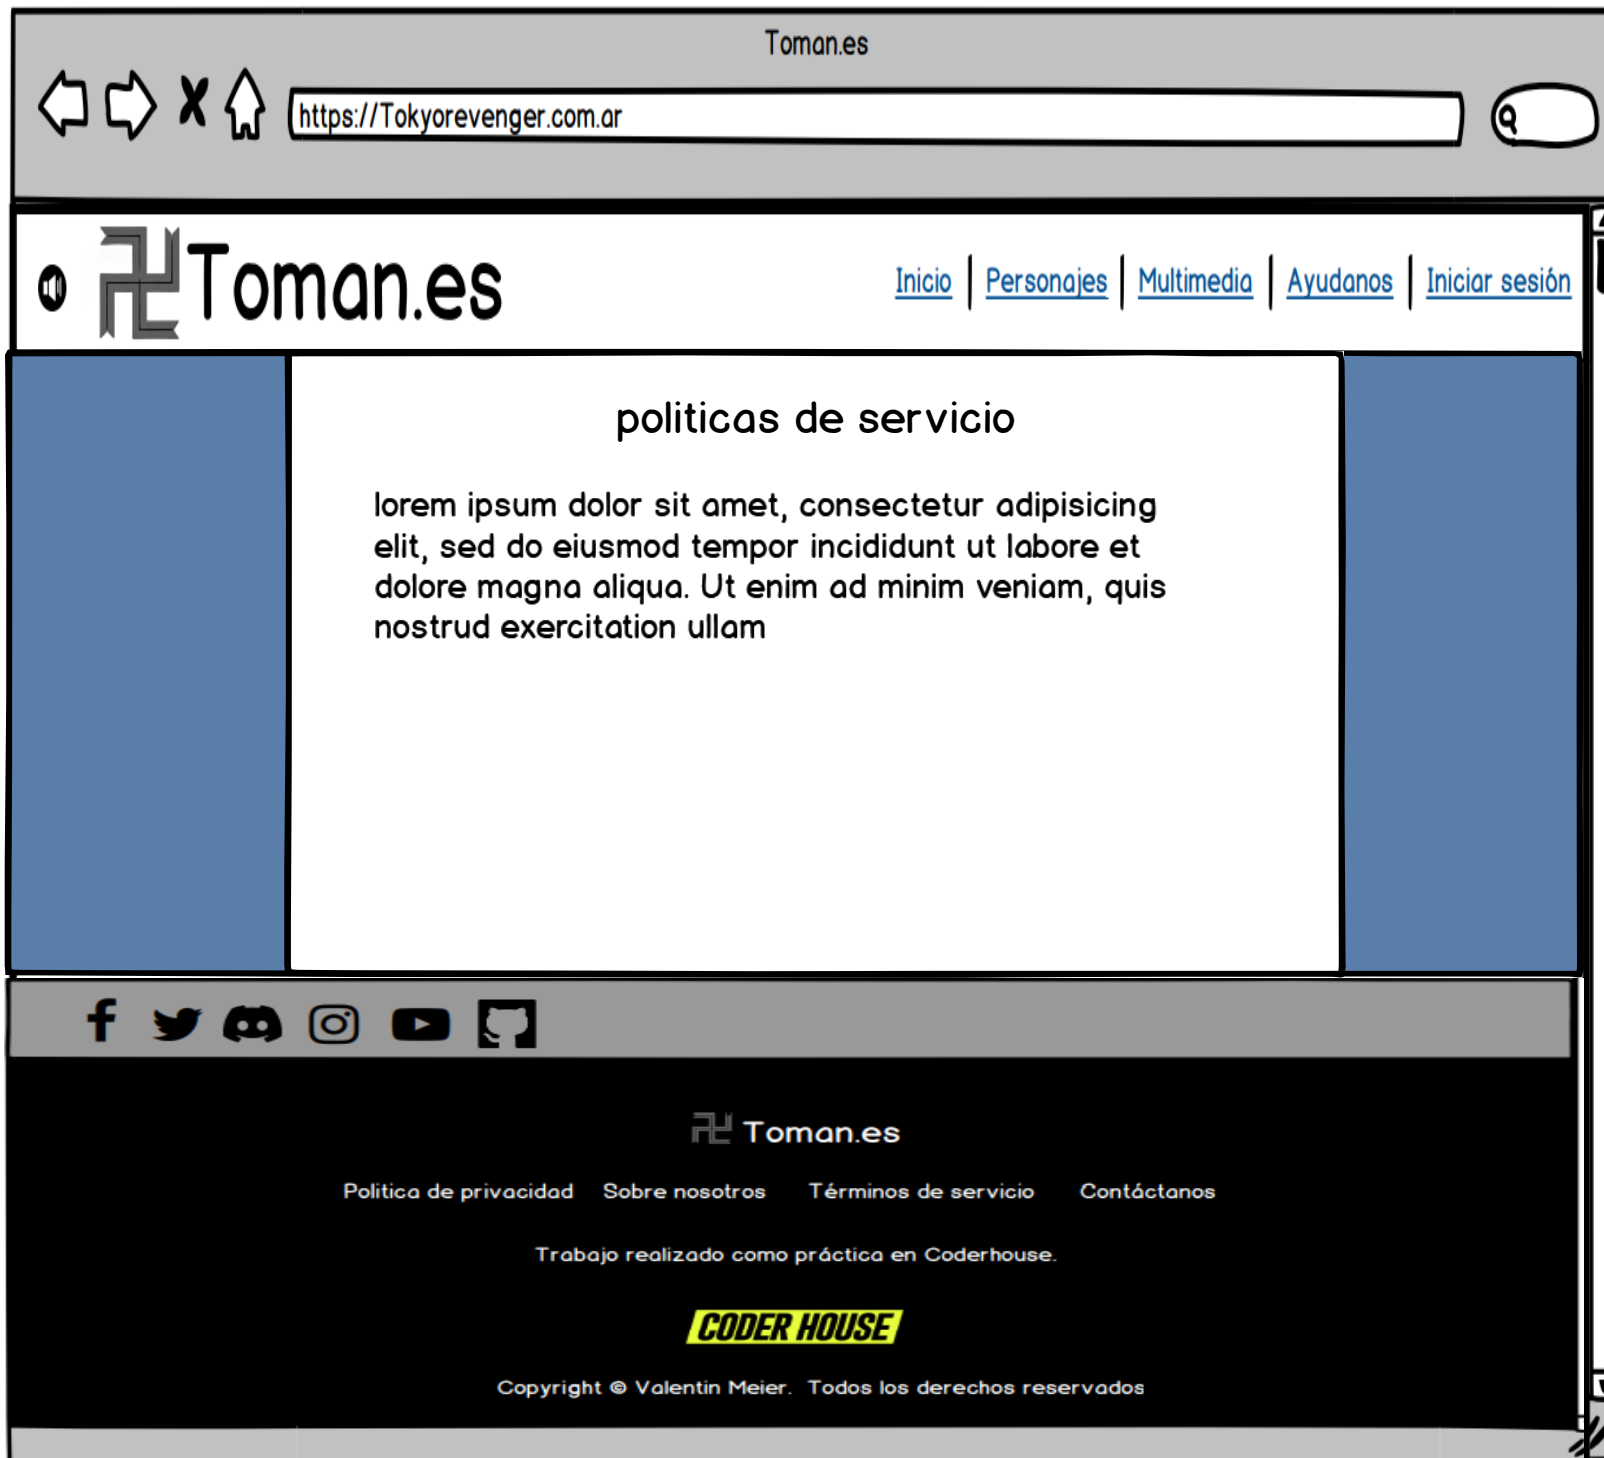 Toman.es
https://Tokyorevenger.com.ar
Toman.es
Inicio | Personajes | Multimedia | Ayudanos | Iniciar sesión
politicas de servicio
lorem ipsum dolor sit amet, consectetur adipisicing
elit, sed do eiusmod tempor incididunt ut labore et
dolore magna aliqua. Ut enim ad minim veniam, quis
nostrud exercitation ullam
Toman.es
Politica de privacidad Sobre nosotros Términos de servicio Contáctanos
Trabajo realizado como práctica en Coderhouse.
CODER HOUSE
Copyright © Valentin Meier. Todos los derechos reservados